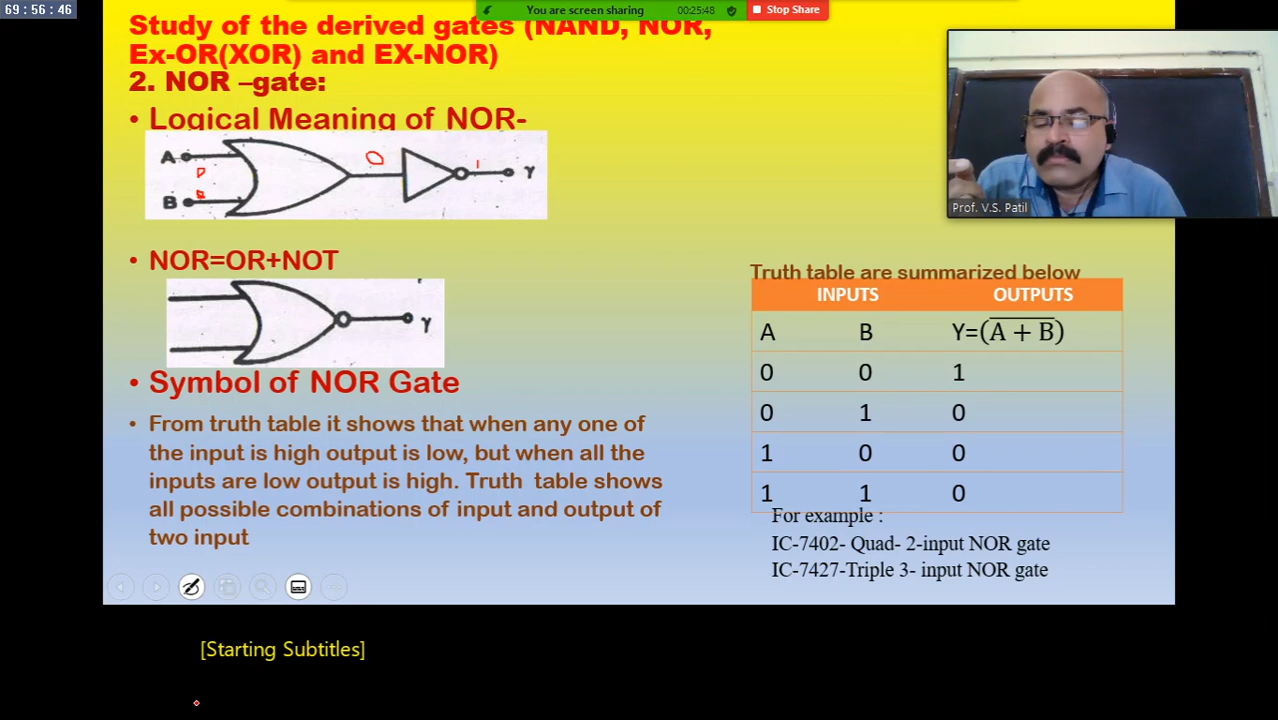 69:56:46
You are screen sharing
00:25:48
Stop Share
Study of the derived gates (NAND, NOR,
Ex-OR(XOR) and EX-NOR)
2. NOR –gate:
• Logical Meaning of NOR-
A
0
1
Y
B
• NOR=OR+NOT
Y
• Symbol of NOR Gate
• From truth table it shows that when any one of
the input is high output is low, but when all the
inputs are low output is high. Truth table shows
all possible combinations of input and output of
two input
Prof. V.S. Patil
Truth table are summarized below
INPUTS OUTPUTS
A B Y=(\overline{A + B})
0 0 1
0 1 0
1 0 0
1 1 0
For example :
IC-7402- Quad- 2-input NOR gate
IC-7427-Triple 3- input NOR gate
[Starting Subtitles]